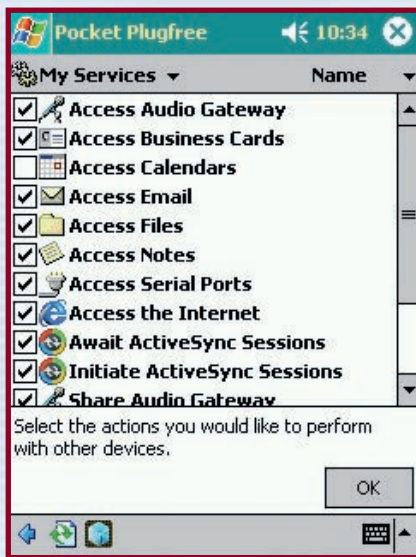 Pocket Plugfree 10:34
My Services Name
Access Audio Gateway
Access Business Cards
Access Calendars
Access Email
Access Files
Access Notes
Access Serial Ports
Access the Internet
Await ActiveSync Sessions
Initiate ActiveSync Sessions
Share Audio Gateway
Select the actions you would like to perform
with other devices.
OK